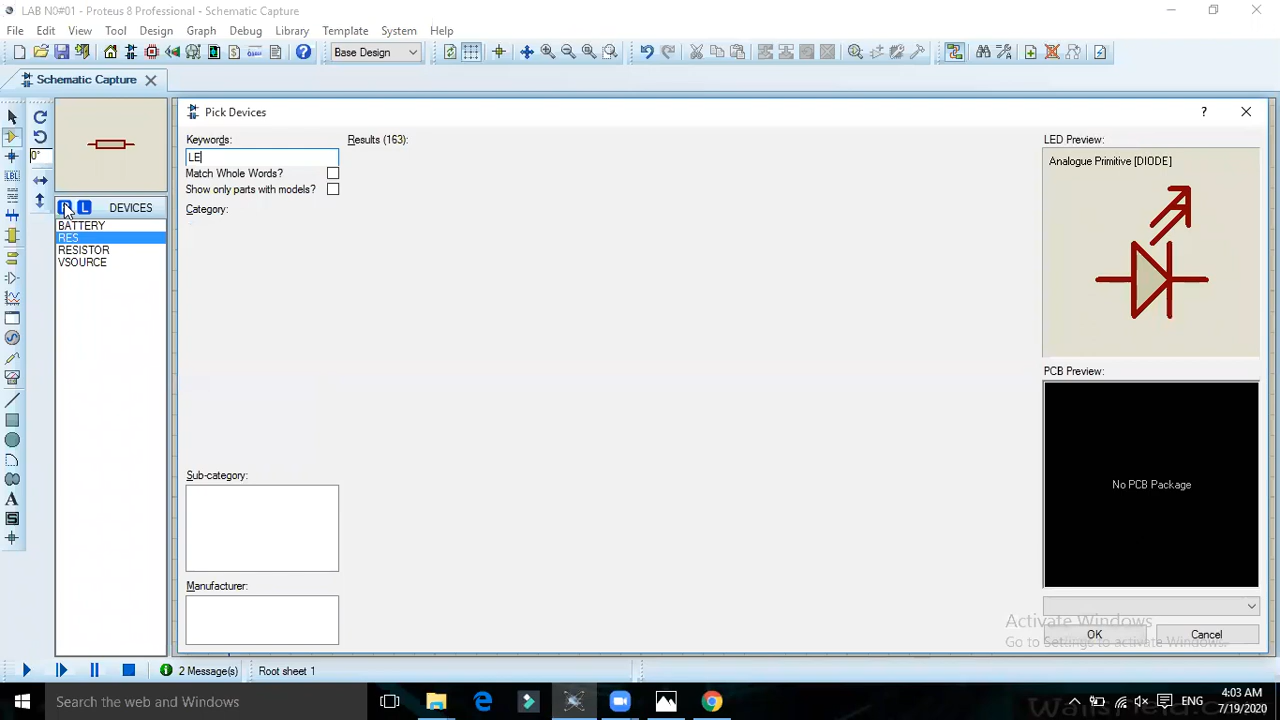 LAB N0#01 - Proteus 8 Professional - Schematic Capture
File Edit View Tool Design Graph Debug Library Template System Help
Base Design
Schematic Capture
Pick Devices
Keywords:
Results (163):
LED Preview:
LE
Analogue Primitive [DIODE]
0°
Match Whole Words?
LBL
Show only parts with models?
L DEVICES
Category:
BATTERY
RES
RESISTOR
VSOURCE
PCB Preview:
Sub-category:
No PCB Package
A
S
Manufacturer:
Activate Windows
Go to Settings to activate Windows.
OK
Cancel
2 Message(s)
Root sheet 1
Search the web and Windows
ENG
4:03 AM
7/19/2020